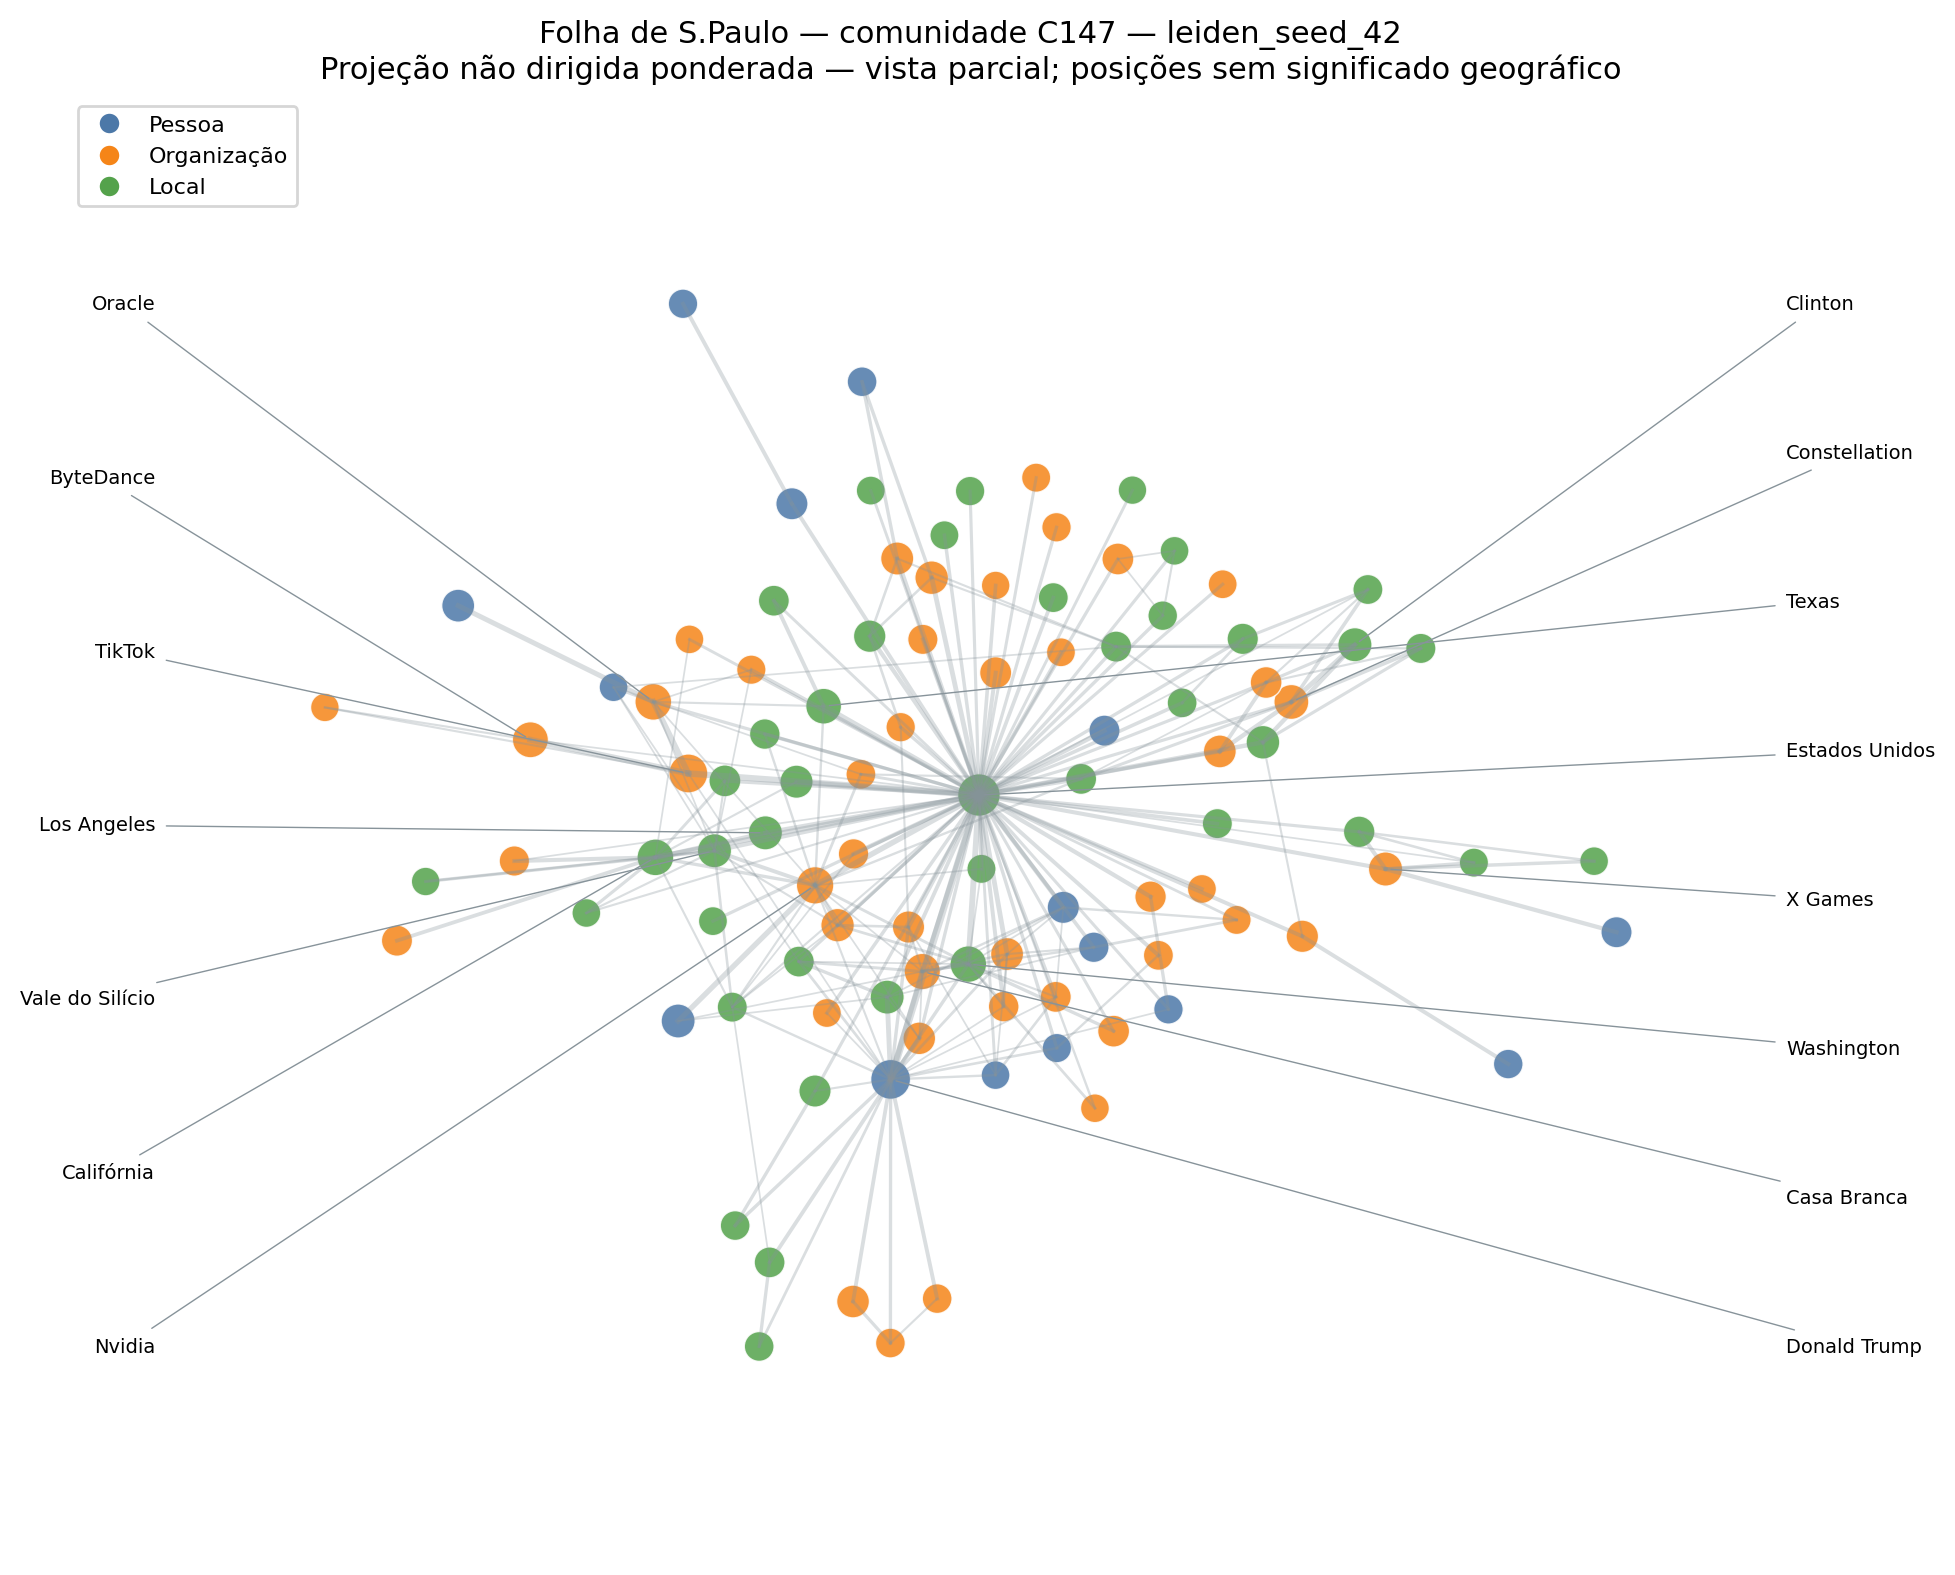 Folha de S.Paulo — comunidade C147 — leiden_seed_42
Projeção não dirigida ponderada — vista parcial; posições sem significado geográfico
Pessoa
Organização
Local
Oracle
ByteDance
TikTok
Los Angeles
Vale do Silício
Califórnia
Nvidia
Clinton
Constellation
Texas
Estados Unidos
X Games
Washington
Casa Branca
Donald Trump